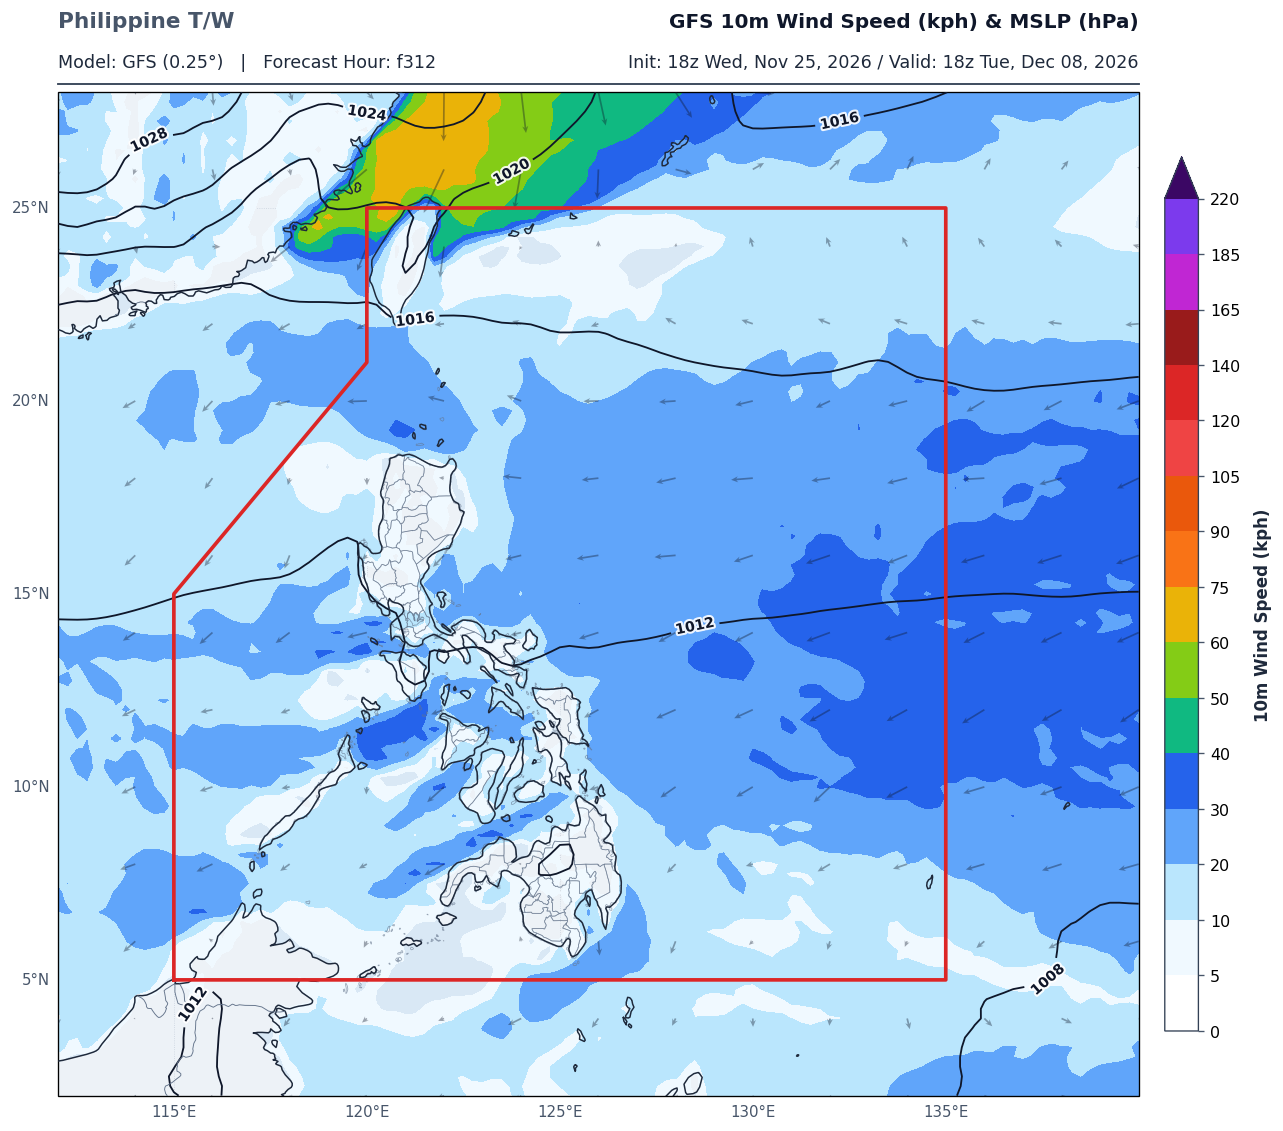 Philippine T/W
GFS 10m Wind Speed (kph) & MSLP (hPa)
Model: GFS (0.25°)   |   Forecast Hour: f312
Init: 18z Wed, Nov 25, 2026 / Valid: 18z Tue, Dec 08, 2026
1028
1024
1020
1016
1016
1012
1012
1008
25°N
20°N
15°N
10°N
5°N
115°E
120°E
125°E
130°E
135°E
220
185
165
140
120
105
90
75
60
50
40
30
20
10
5
0
10m Wind Speed (kph)